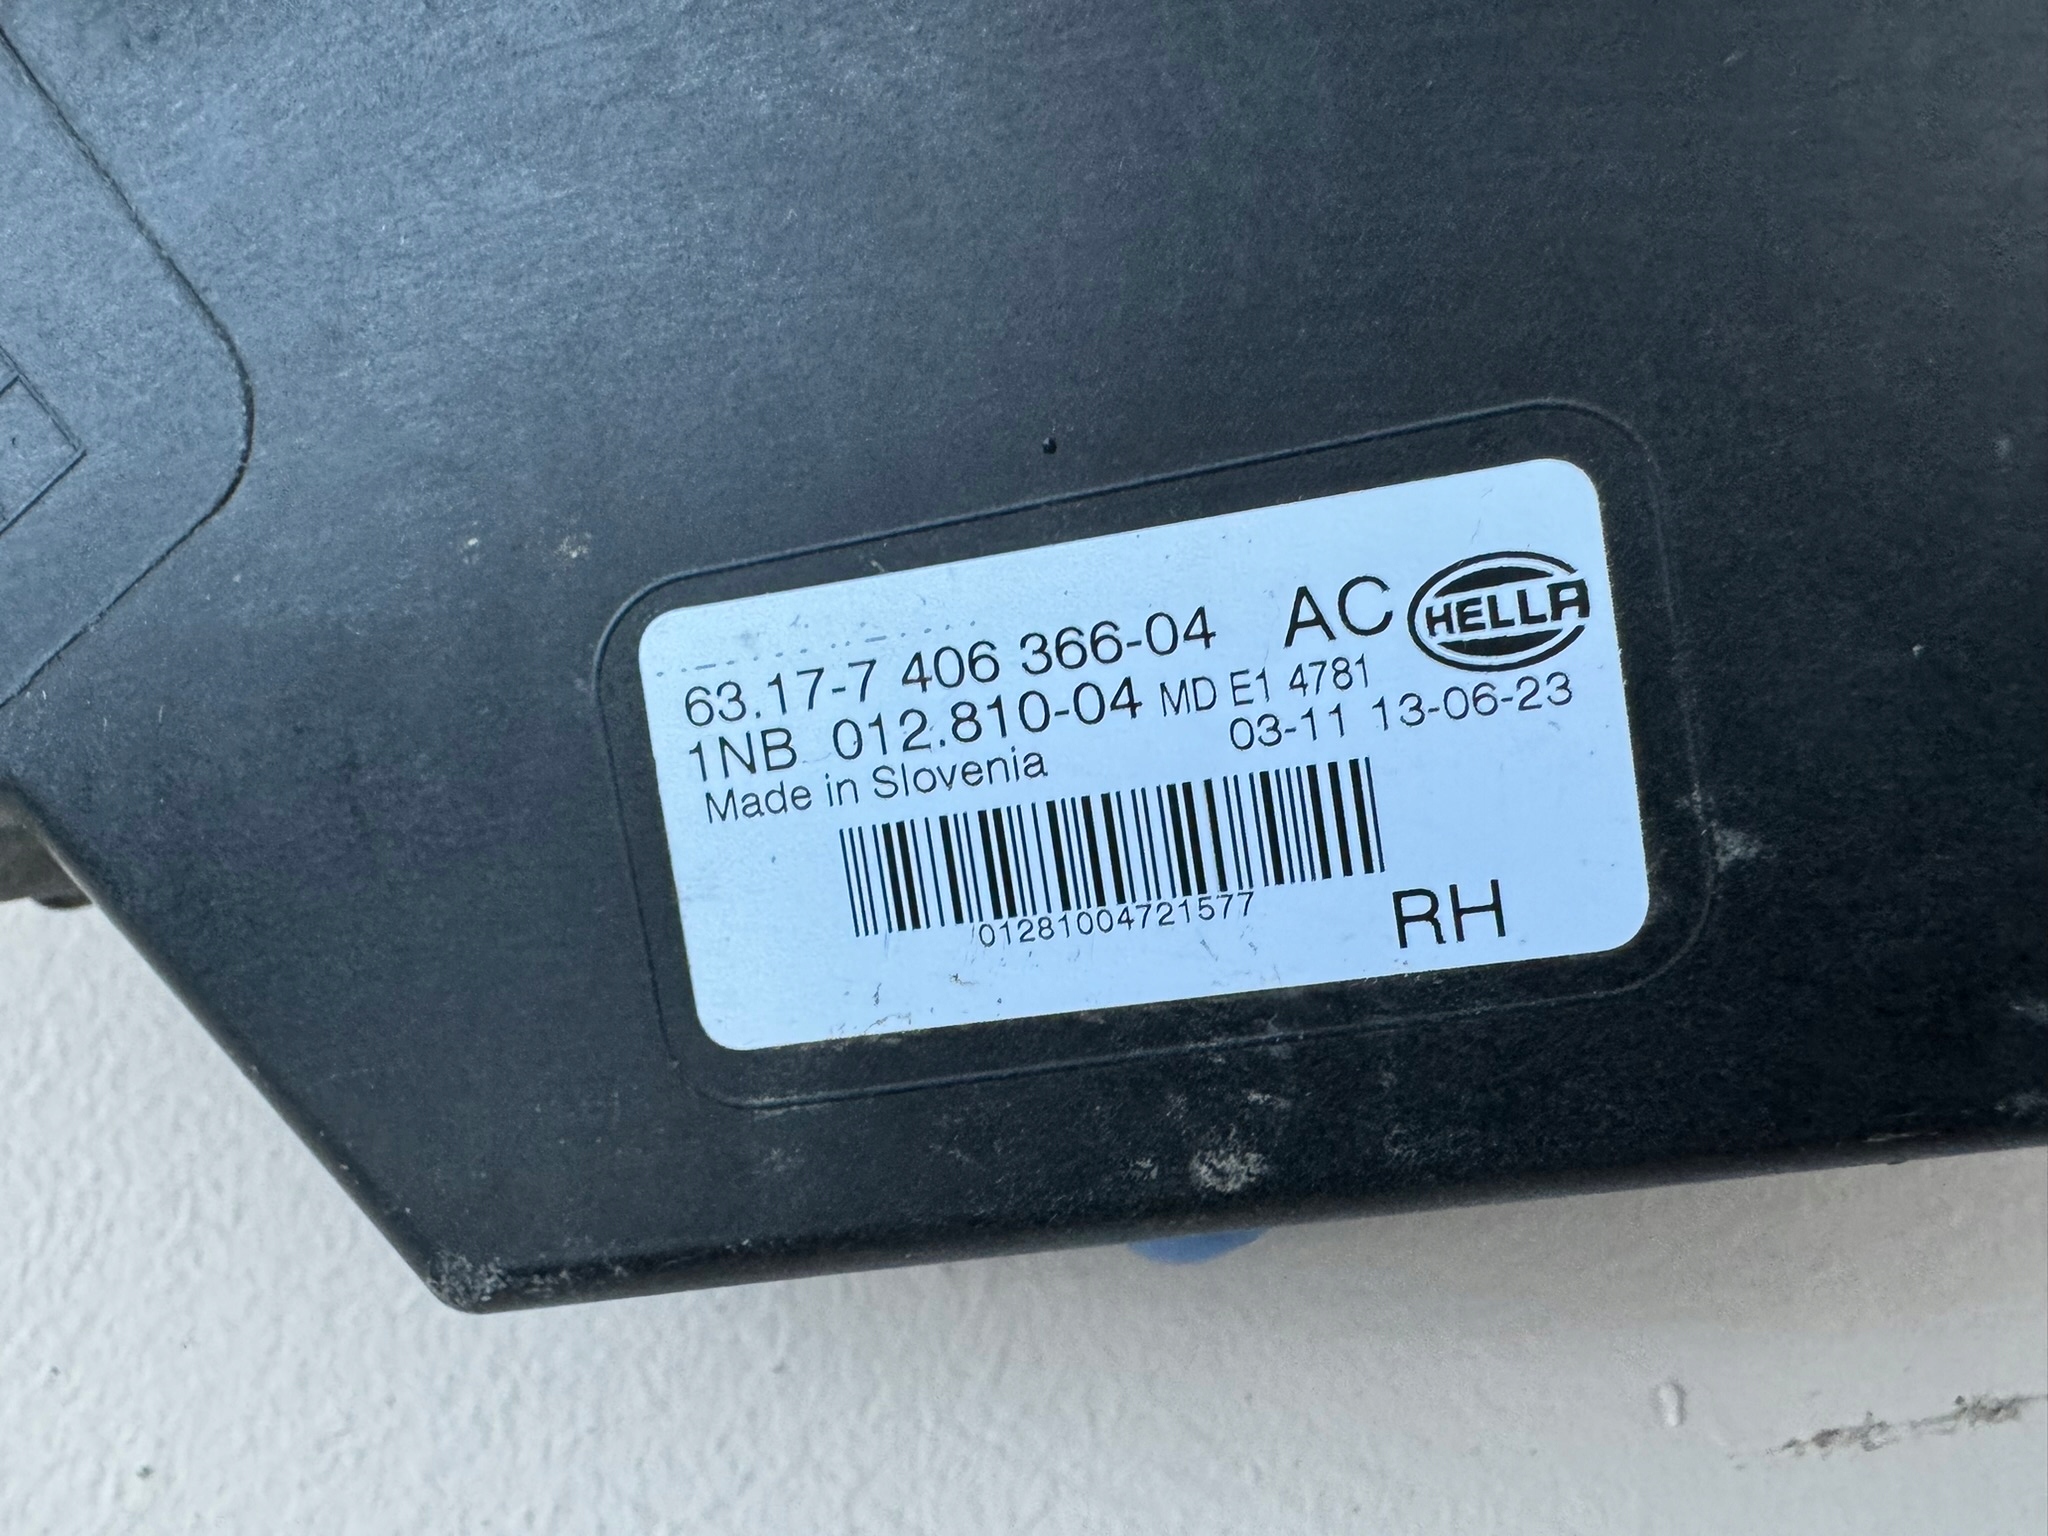 63.17-7 406 366-04 AC HELLA
1NB 012.810-04 MD E1 4781
Made in Slovenia 03-11 13-06-23
01281004721577
RH